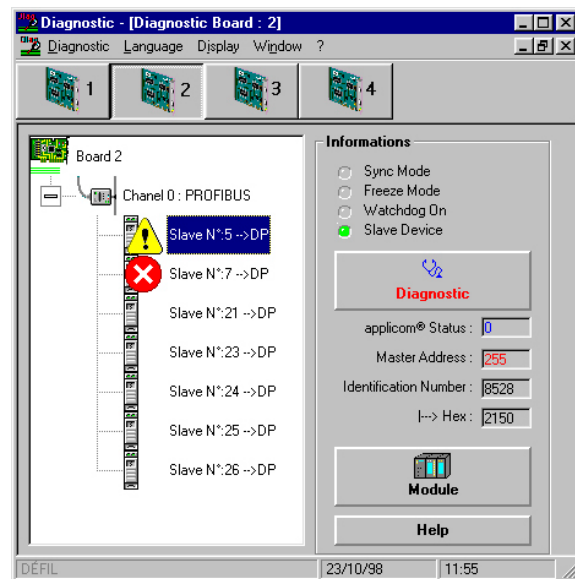 Diagnostic - [Diagnostic Board : 2]
Diagnostic Language Display Window ?
1 2 3 4
Board 2
Chanel 0 : PROFIBUS
Slave N°:5 -->DP
Slave N°:7 -->DP
Slave N°:21 -->DP
Slave N°:23 -->DP
Slave N°:24 -->DP
Slave N°:25 -->DP
Slave N°:26 -->DP
Informations
Sync Mode
Freeze Mode
Watchdog On
Slave Device
Diagnostic
applicom® Status : 0
Master Address : 255
Identification Number : 8528
|---> Hex : 2150
Module
Help
DÉFIL 23/10/98 11:55